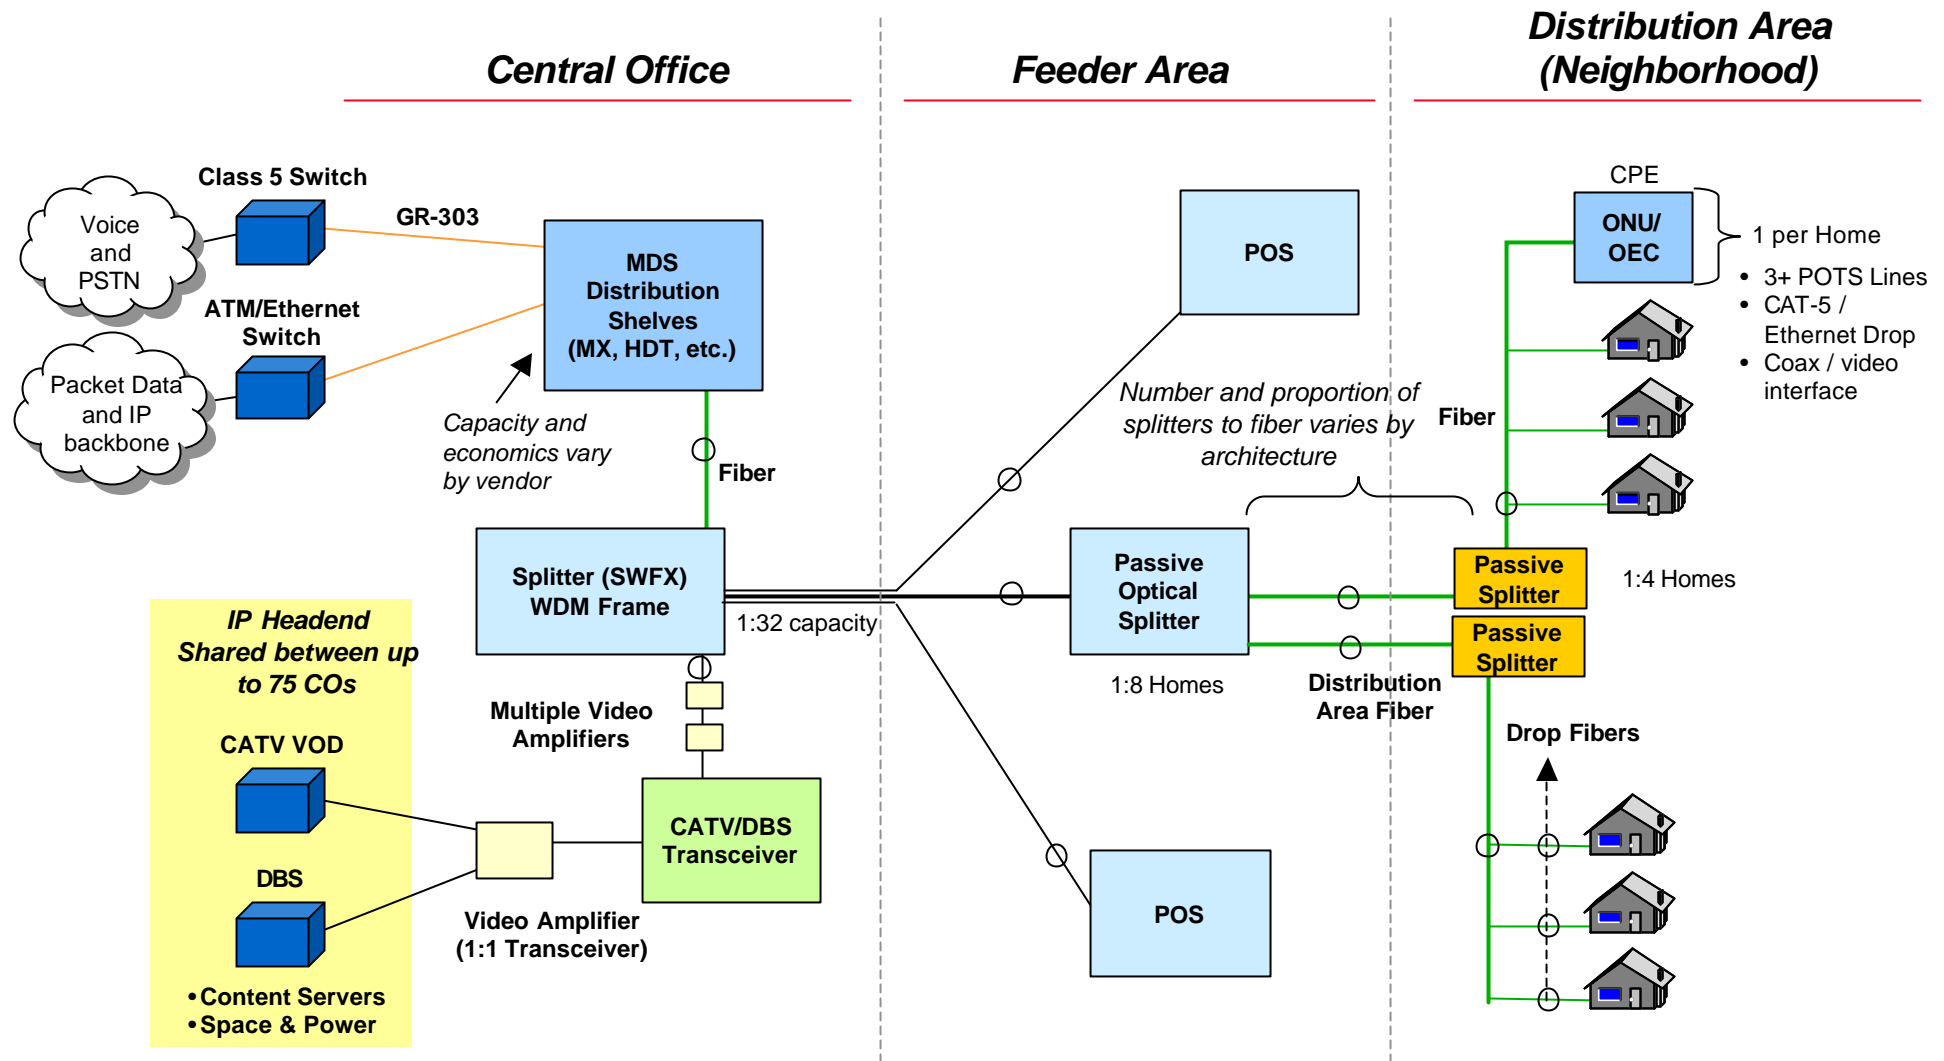 Central Office
Feeder Area
Distribution Area
(Neighborhood)
Class 5 Switch
GR-303
Voice
and
PSTN
ATM/Ethernet
Switch
Packet Data
and IP
backbone
MDS
Distribution
Shelves
(MX, HDT, etc.)
Capacity and
economics vary
by vendor
Fiber
Splitter (SWFX)
WDM Frame
1:32 capacity
IP Headend
Shared between up
to 75 COs
CATV VOD
DBS
• Content Servers
• Space & Power
Multiple Video
Amplifiers
CATV/DBS
Transceiver
Video Amplifier
(1:1 Transceiver)
POS
Number and proportion of
splitters to fiber varies by
architecture
Passive
Optical
Splitter
1:8 Homes
POS
Distribution
Area Fiber
CPE
ONU/
OEC
1 per Home
• 3+ POTS Lines
• CAT-5 /
Ethernet Drop
• Coax / video
interface
Fiber
Passive
Splitter
1:4 Homes
Passive
Splitter
Drop Fibers